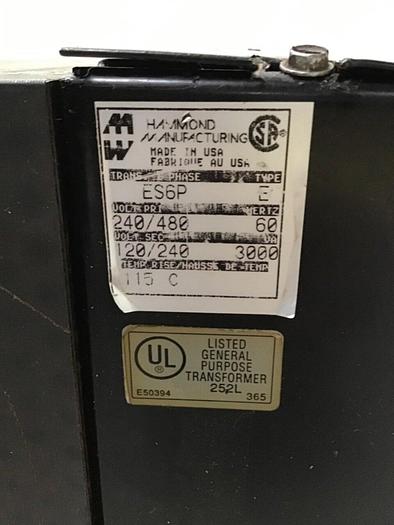 HAMMOND
MANUFACTURING
MADE IN USA
FABRIQUE AU USA
PHASE TYPE
ES6P E
VOLT PRI HERTZ
240/480 60
VOLT SEC VA
120/240 3000
TEMP RISE/HAUSSE DE TEMP
115 C
UL
LISTED
GENERAL
PURPOSE
TRANSFORMER
252L
E50394 365